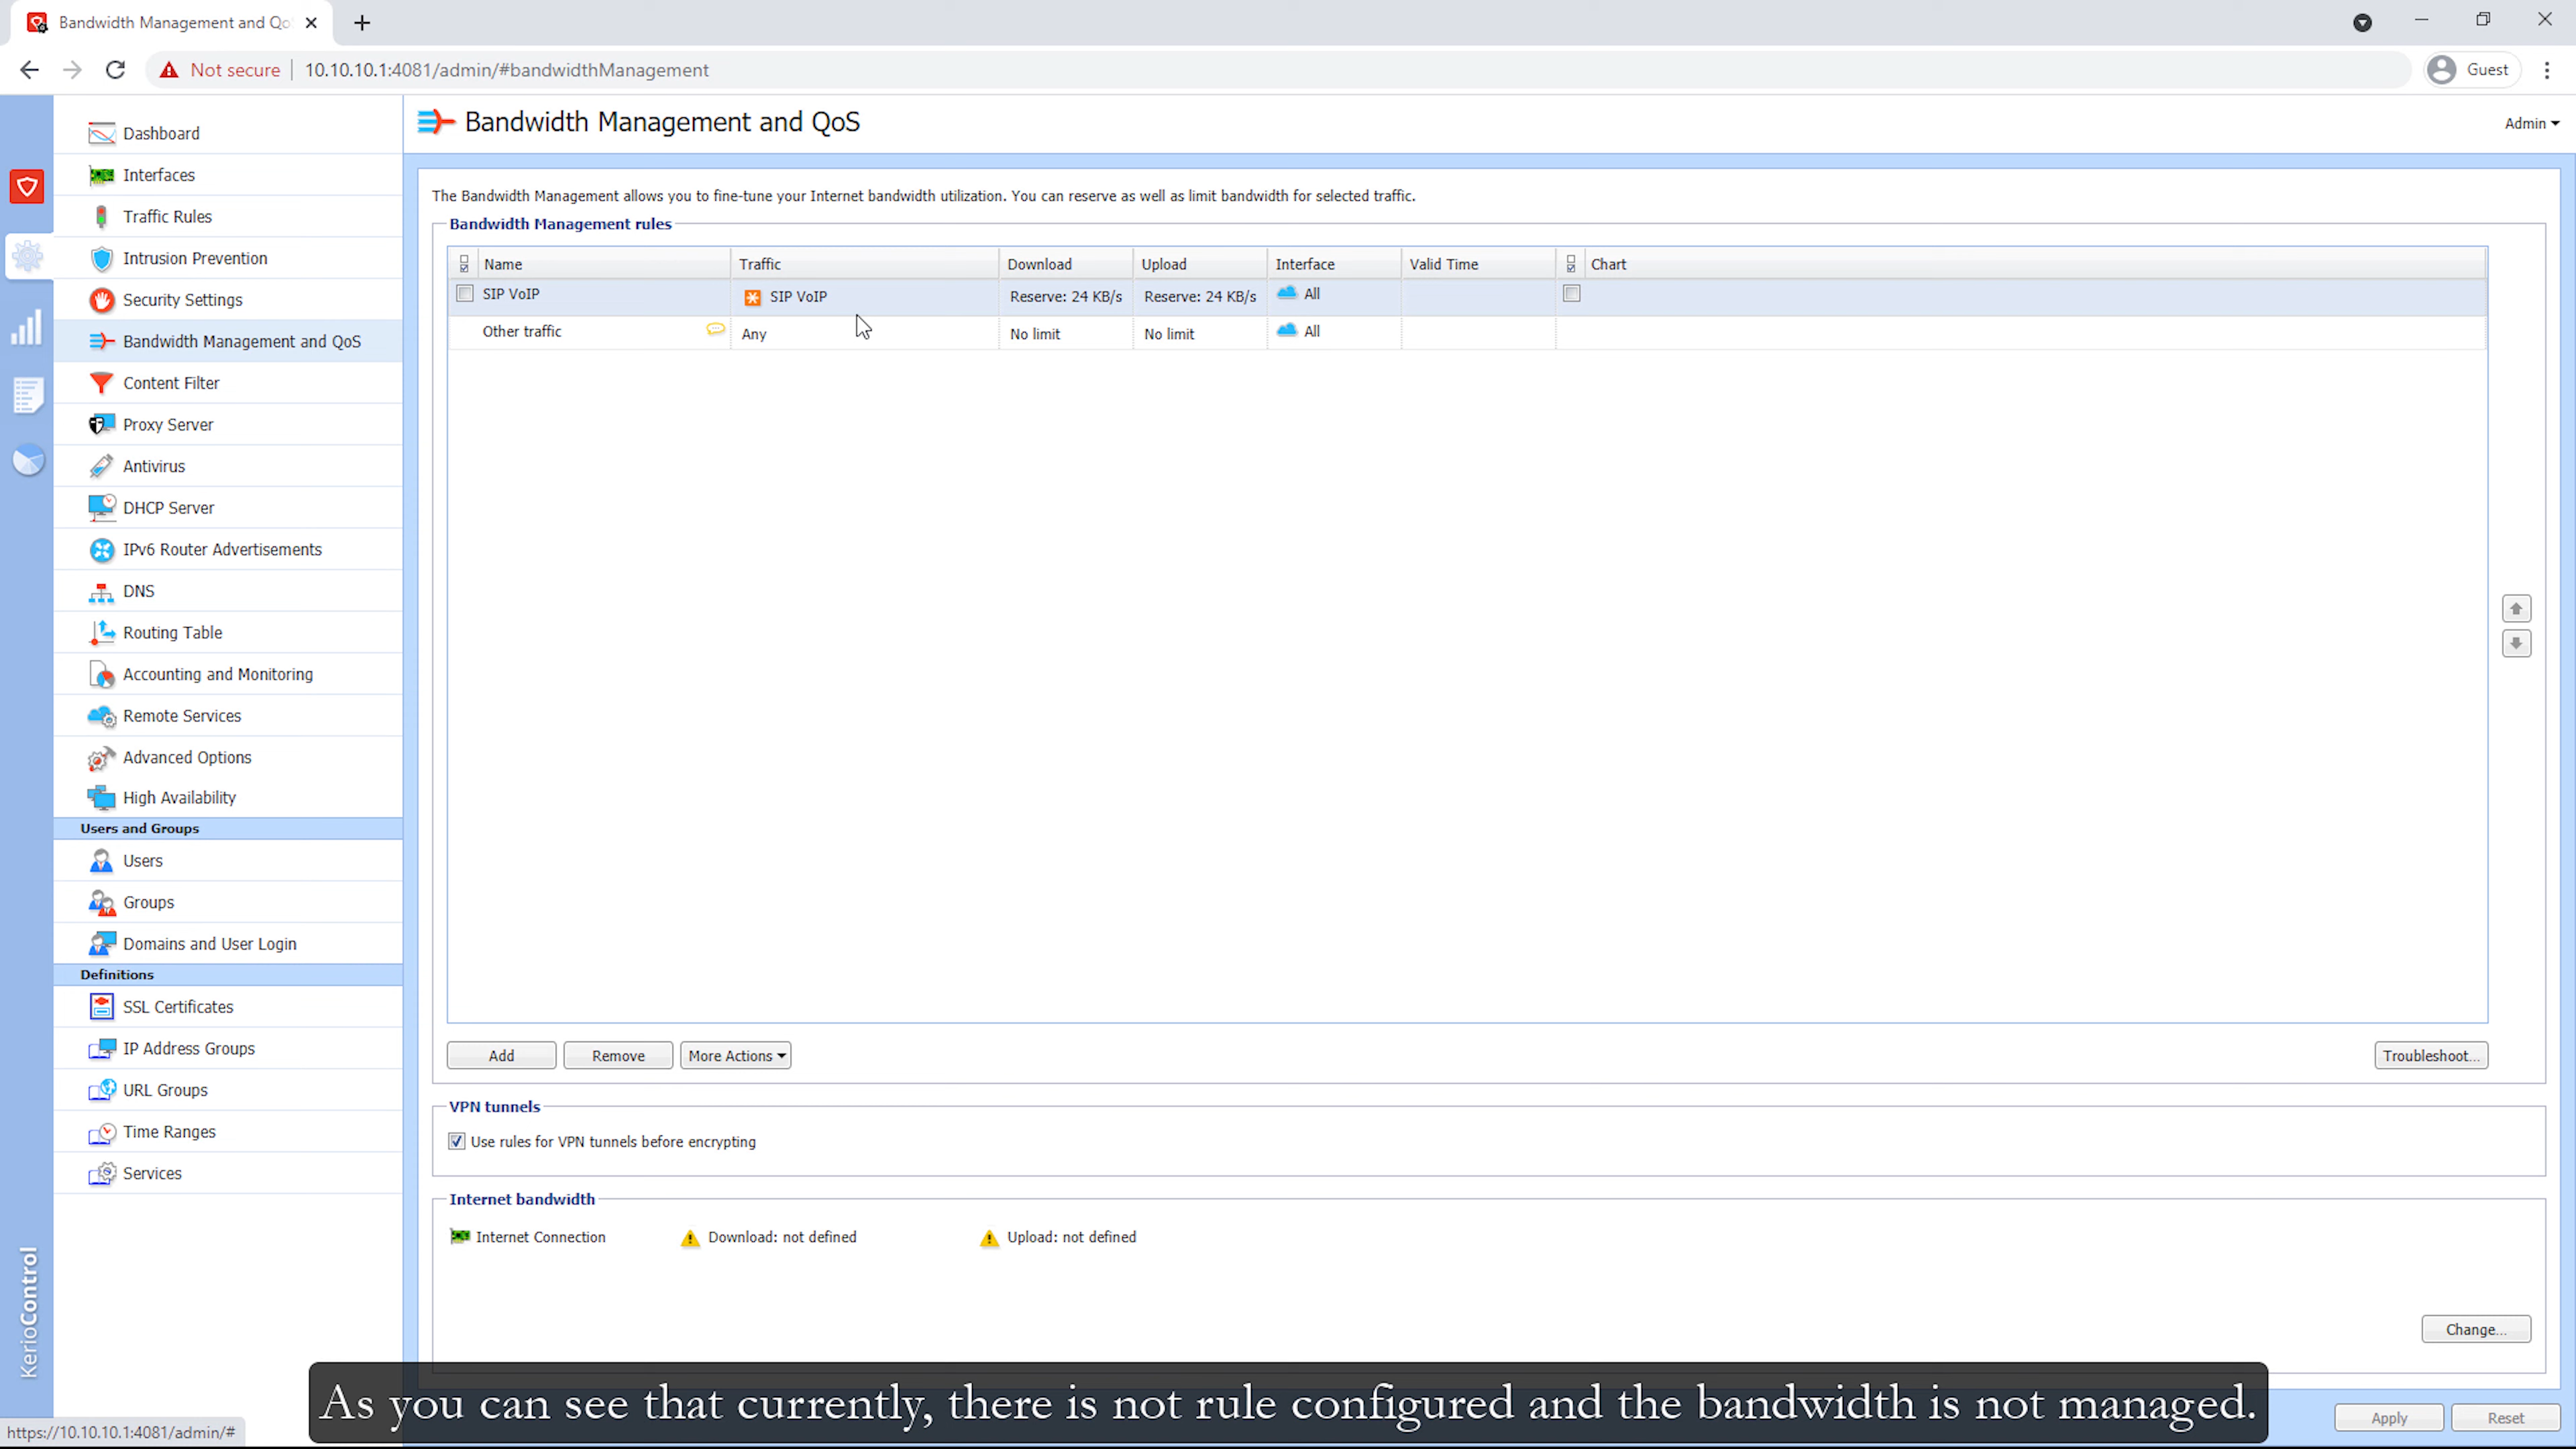 Bandwidth Management and Qo
Not secure 10.10.10.1:4081/admin/#bandwidthManagement Guest
Dashboard
Interfaces
Traffic Rules
Intrusion Prevention
Security Settings
Bandwidth Management and QoS
Content Filter
Proxy Server
Antivirus
DHCP Server
IPv6 Router Advertisements
DNS
Routing Table
Accounting and Monitoring
Remote Services
Advanced Options
High Availability
Users and Groups
Users
Groups
Domains and User Login
Definitions
SSL Certificates
IP Address Groups
URL Groups
Time Ranges
Services
KerioControl
Bandwidth Management and QoS
Admin
The Bandwidth Management allows you to fine-tune your Internet bandwidth utilization. You can reserve as well as limit bandwidth for selected traffic.
Bandwidth Management rules
Name Traffic Download Upload Interface Valid Time Chart
SIP VoIP SIP VoIP Reserve: 24 KB/s Reserve: 24 KB/s All
Other traffic Any No limit No limit All
Add Remove More Actions Troubleshoot...
VPN tunnels
Use rules for VPN tunnels before encrypting
Internet bandwidth
Internet Connection Download: not defined Upload: not defined
Change...
As you can see that currently, there is not rule configured and the bandwidth is not managed.
Apply Reset
https://10.10.10.1:4081/admin/#